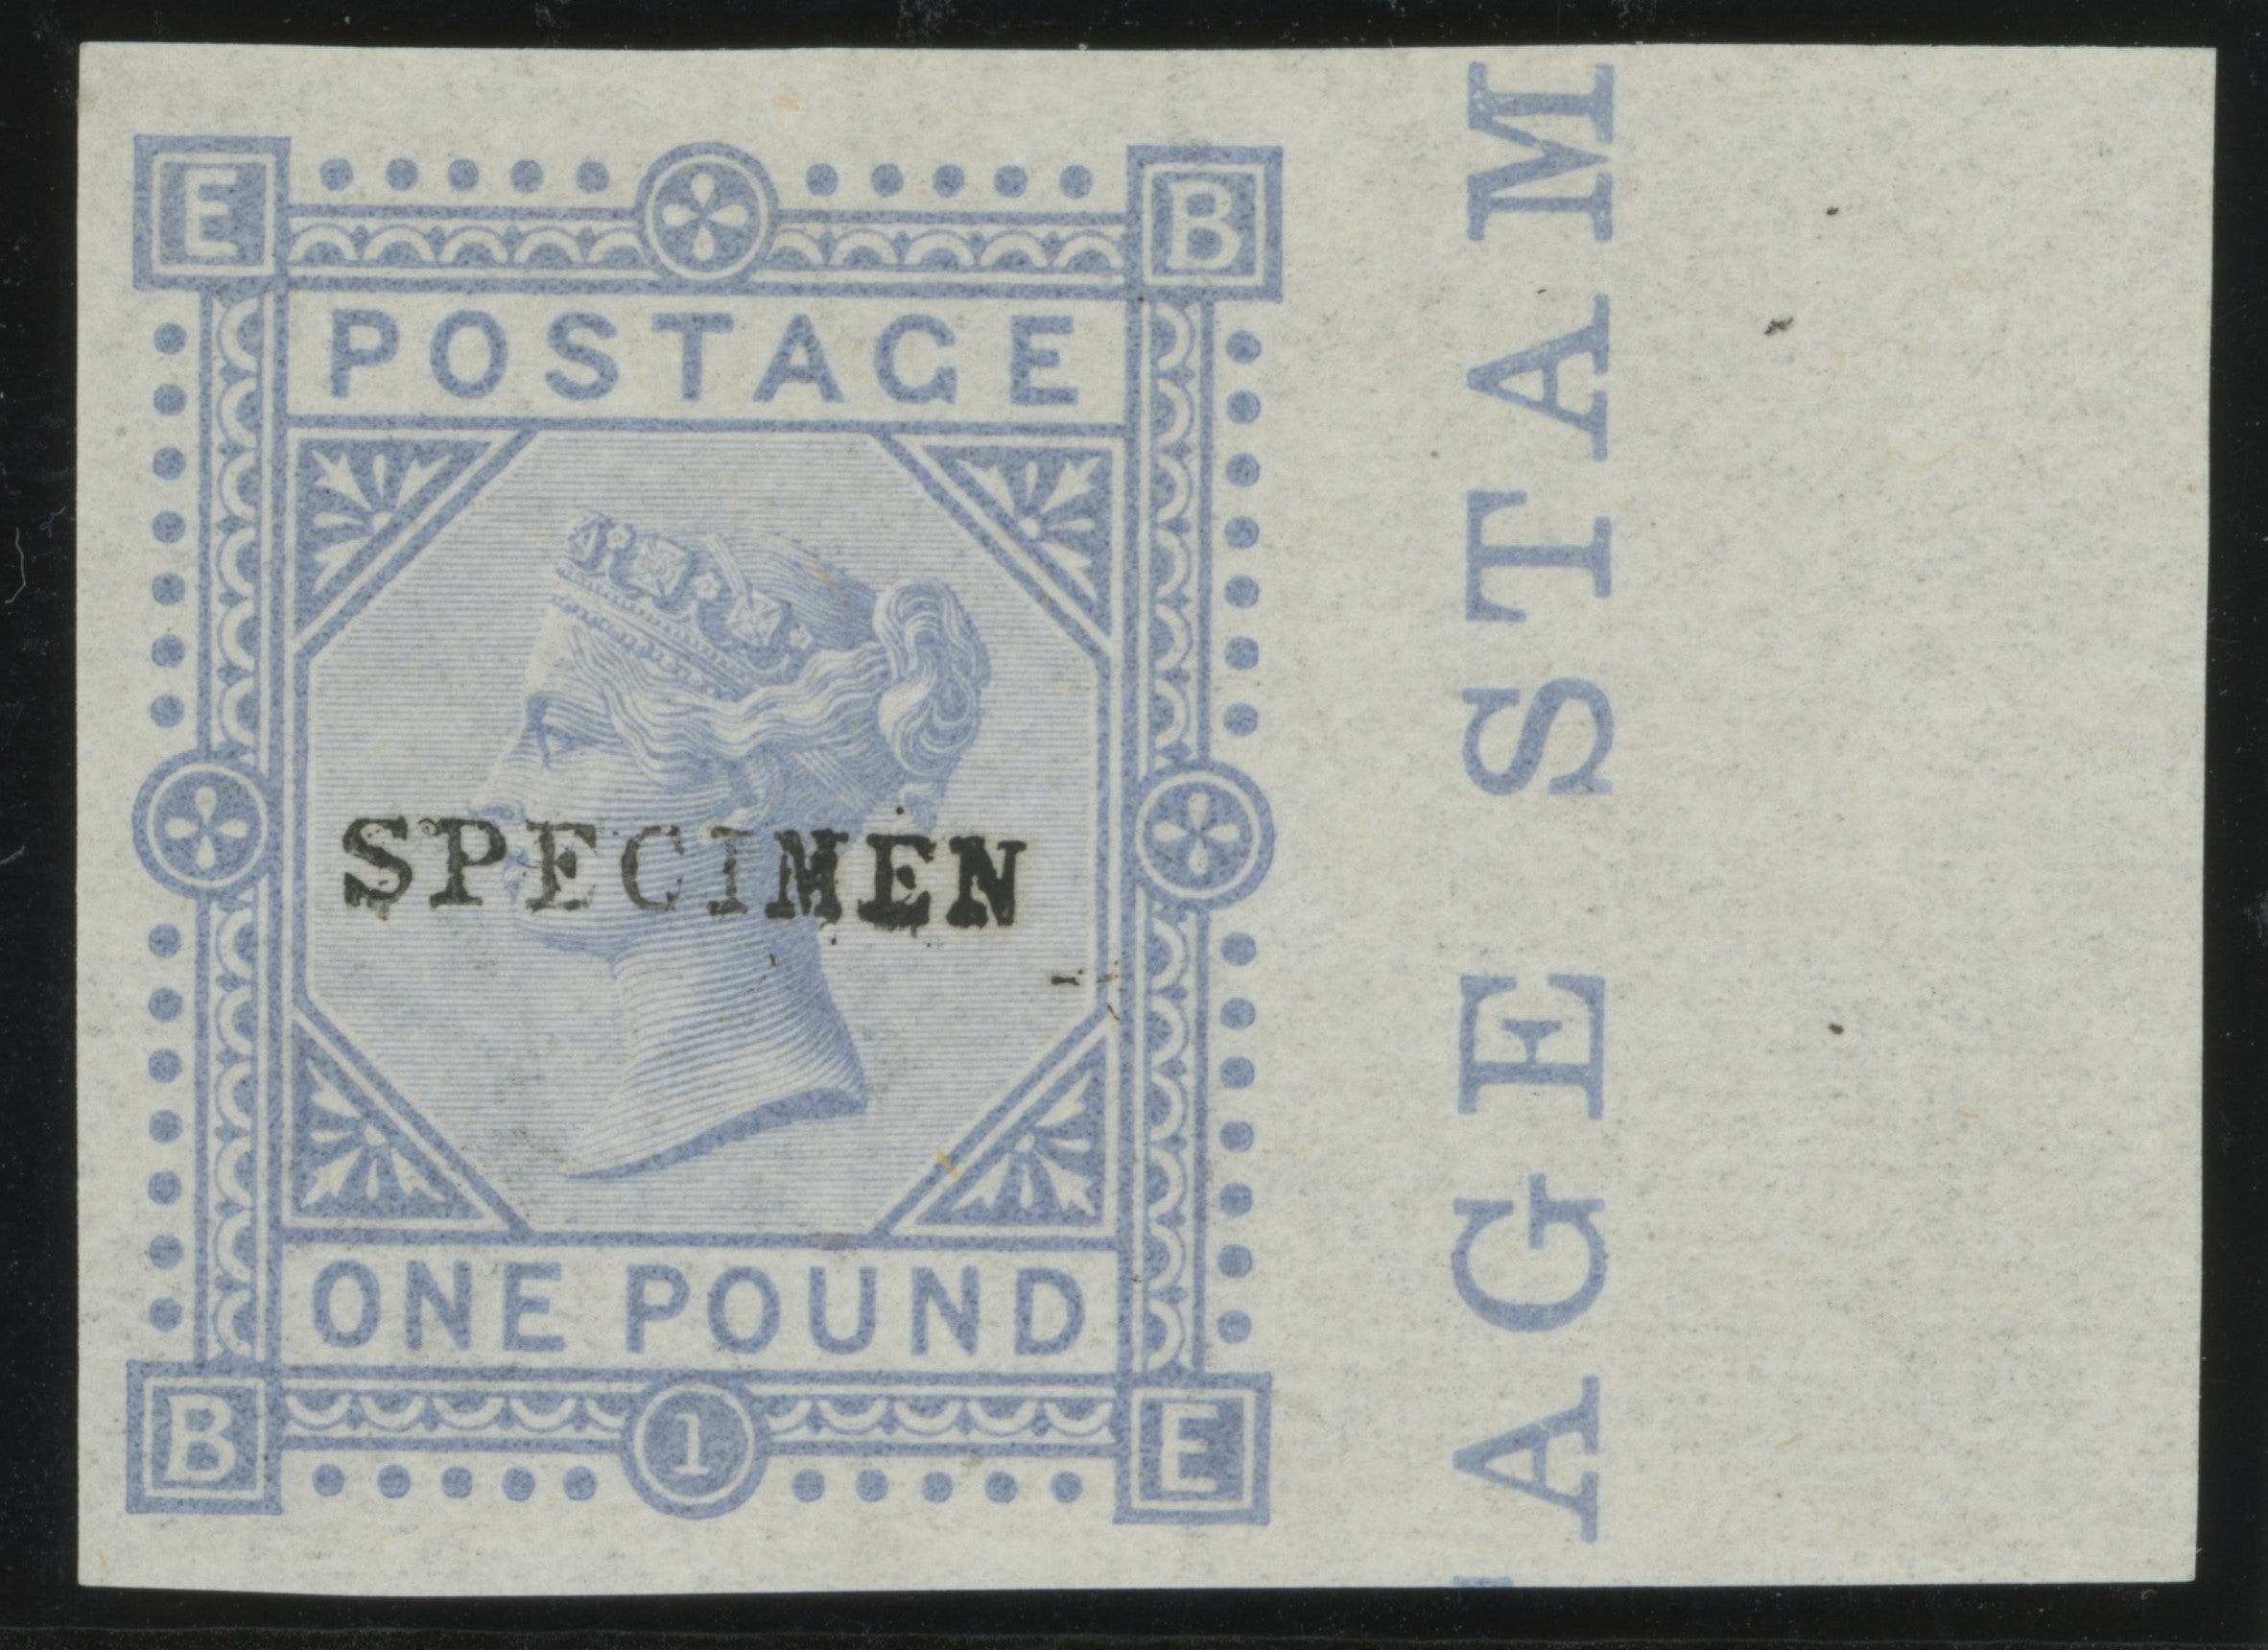 E B
POSTAGE
SPECIMEN
ONE POUND
B 1 E
AGE STAM